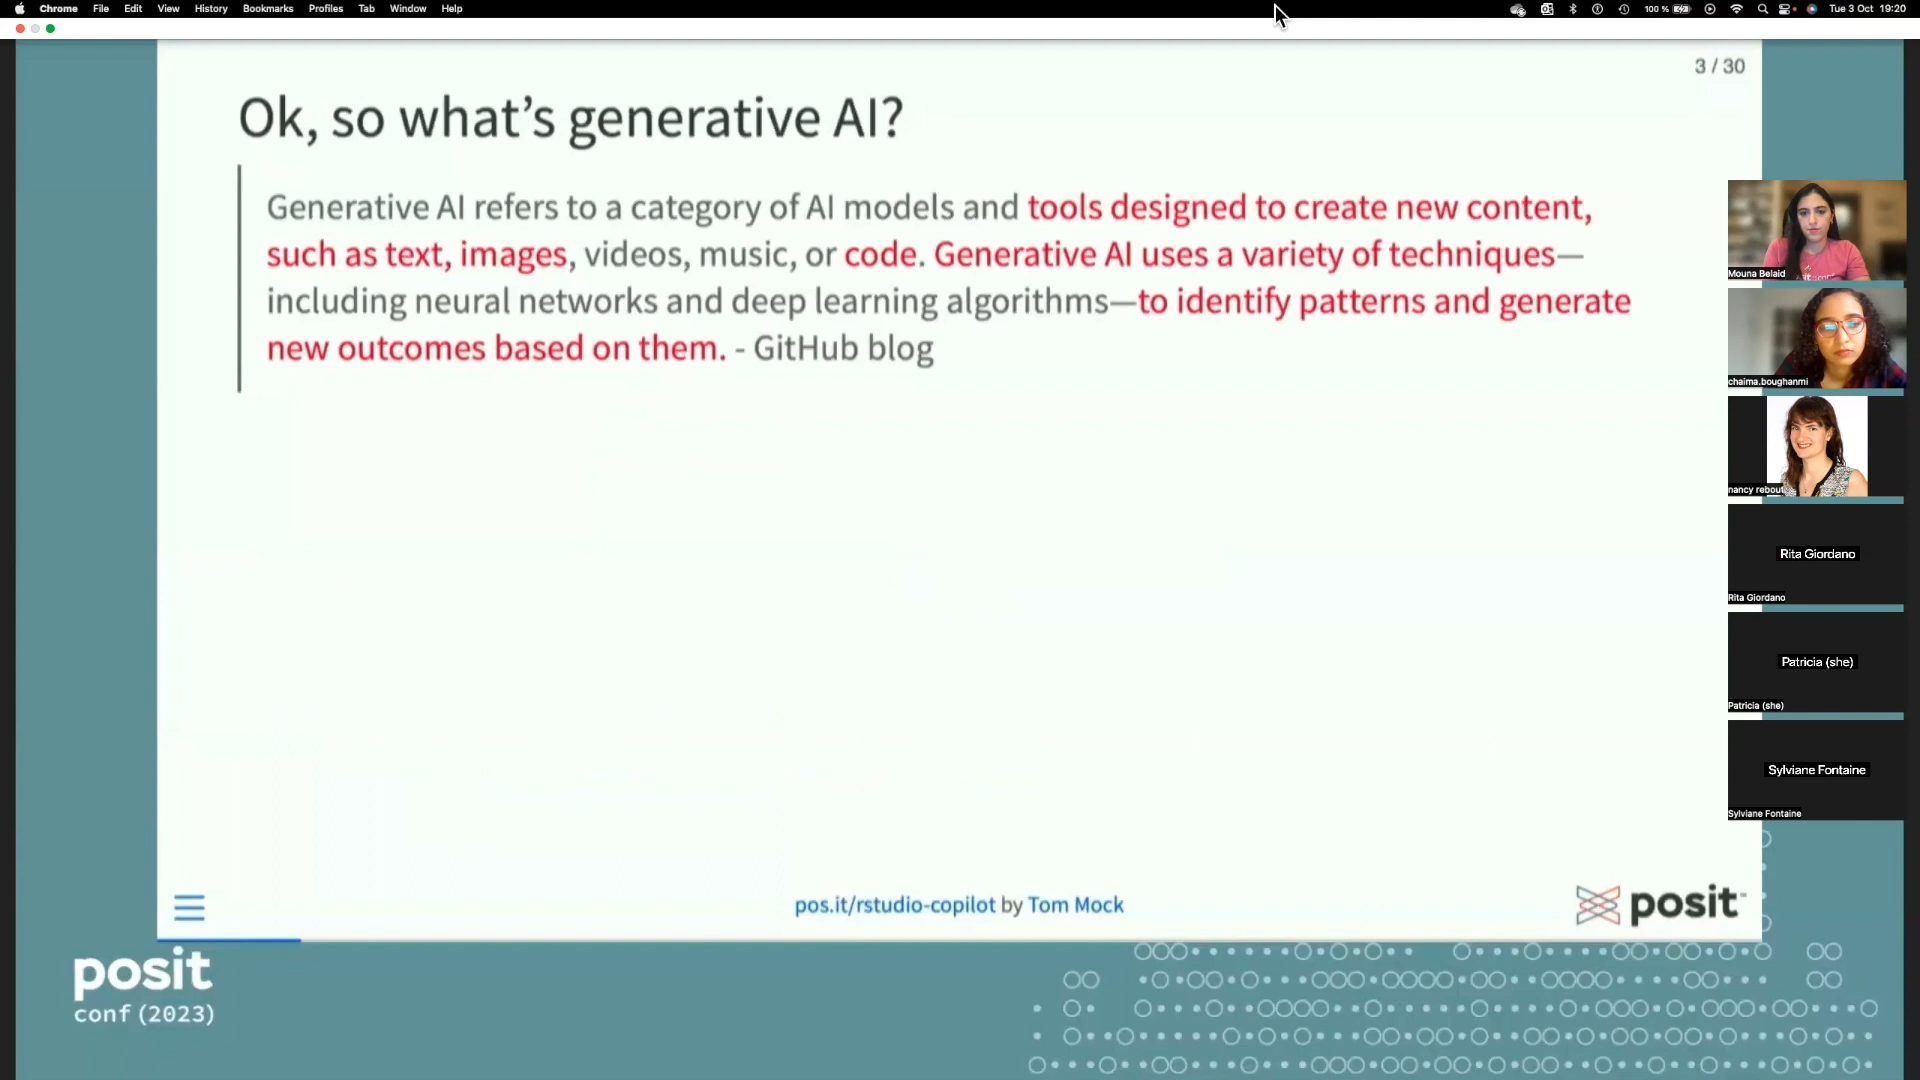 Chrome File Edit View History Bookmarks Profiles Tab Window Help
100 % Tue 3 Oct 19:20
3 / 30
Ok, so what’s generative AI?
Generative AI refers to a category of AI models and tools designed to create new content,
such as text, images, videos, music, or code. Generative AI uses a variety of techniques—
including neural networks and deep learning algorithms—to identify patterns and generate
new outcomes based on them. - GitHub blog
Mouna Belaid
chaima.boughanmi
nancy rebout
Rita Giordano
Rita Giordano
Patricia (she)
Patricia (she)
Sylviane Fontaine
Sylviane Fontaine
pos.it/rstudio-copilot by Tom Mock
posit™
posit
conf (2023)